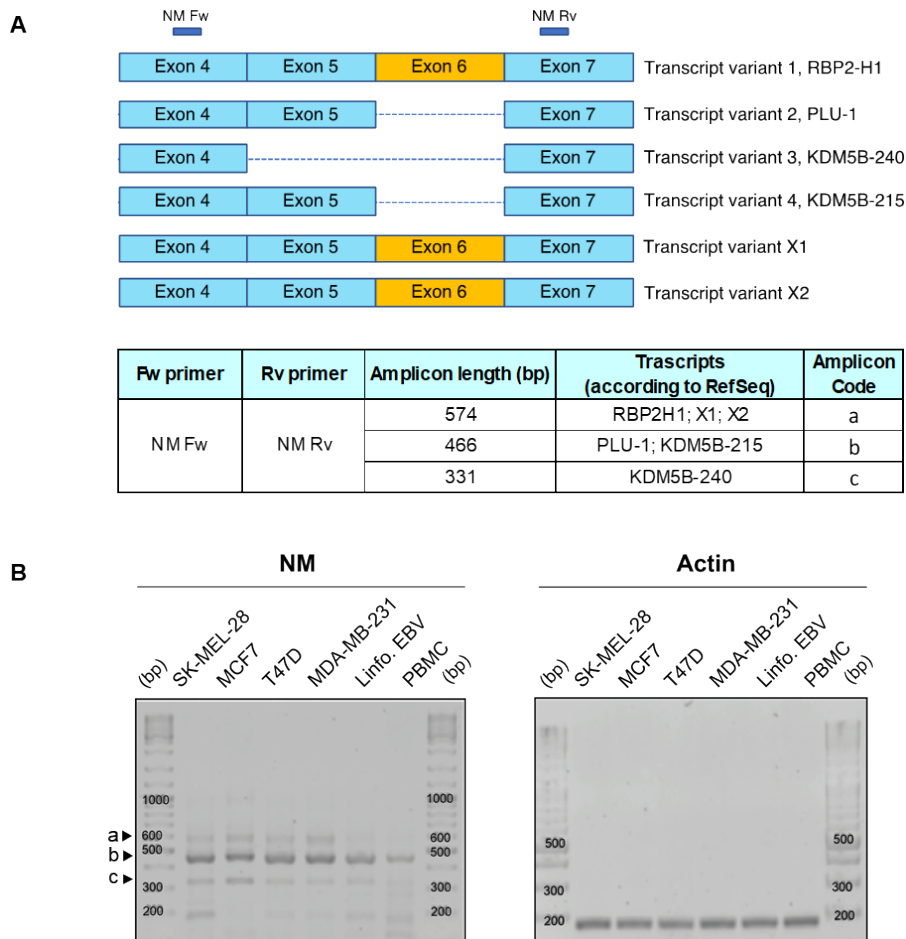 A
NM Fw
NM Rv
Exon 4 Exon 5 Exon 6 Exon 7 Transcript variant 1, RBP2-H1
Exon 4 Exon 5 Exon 7 Transcript variant 2, PLU-1
Exon 4 Exon 7 Transcript variant 3, KDM5B-240
Exon 4 Exon 5 Exon 7 Transcript variant 4, KDM5B-215
Exon 4 Exon 5 Exon 6 Exon 7 Transcript variant X1
Exon 4 Exon 5 Exon 6 Exon 7 Transcript variant X2
Fw primer Rv primer Amplicon length (bp) Trascripts (according to RefSeq) Amplicon Code
NM Fw NM Rv
574 RBP2H1; X1; X2 a
466 PLU-1; KDM5B-215 b
331 KDM5B-240 c
B
NM
(bp) SK-MEL-28 MCF7 T47D MDA-MB-231 Linfo. EBV PBMC (bp)
1000 1000
a 600 600
b 500 500
c 300 300
200 200
Actin
(bp) SK-MEL-28 MCF7 T47D MDA-MB-231 Linfo. EBV PBMC (bp)
500 500
300 300
200 200